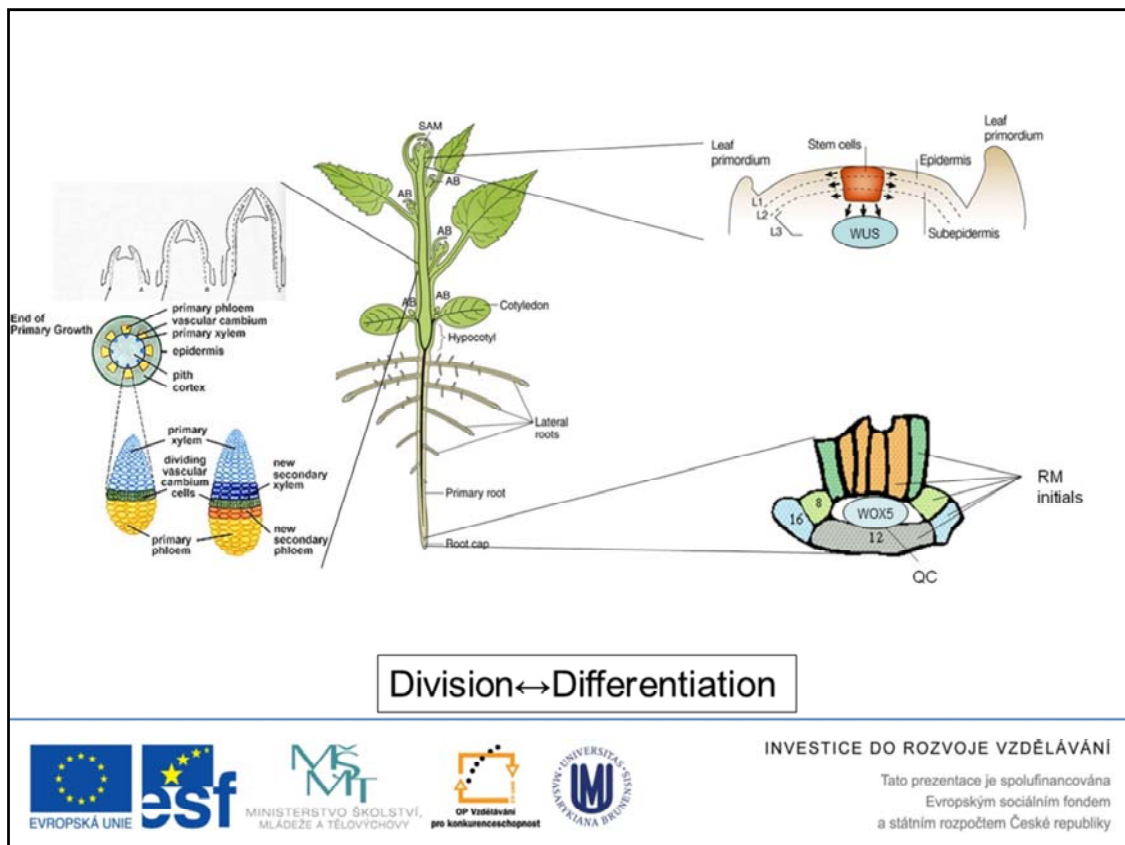 SAM
AB
AB
AB
AB
AB
Cotyledon
Hypocotyl
Lateral
roots
Primary root
Root cap
Leaf
primordium
Stem cells
Epidermis
Leaf
primordium
L1
L2
L3
WUS
Subepidermis
End of
Primary Growth
primary phloem
vascular cambium
primary xylem
epidermis
pith
cortex
primary
xylem
dividing
vascular
cambium
cells
primary
phloem
new
secondary
xylem
new
secondary
phloem
8
16
WOX5
12
RM
initials
QC
Division↔Differentiation
EVROPSKÁ UNIE
esf
MŠMT
MINISTERSTVO ŠKOLSTVÍ,
MLÁDEŽE A TĚLOVÝCHOVY
OP Vzdělávání
pro konkurenceschopnost
UNIVERSITAS
MASARYKIANA BRUNENSIS
INVESTICE DO ROZVOJE VZDĚLÁVÁNÍ
Tato prezentace je spolufinancována
Evropským sociálním fondem
a státním rozpočtem České republiky